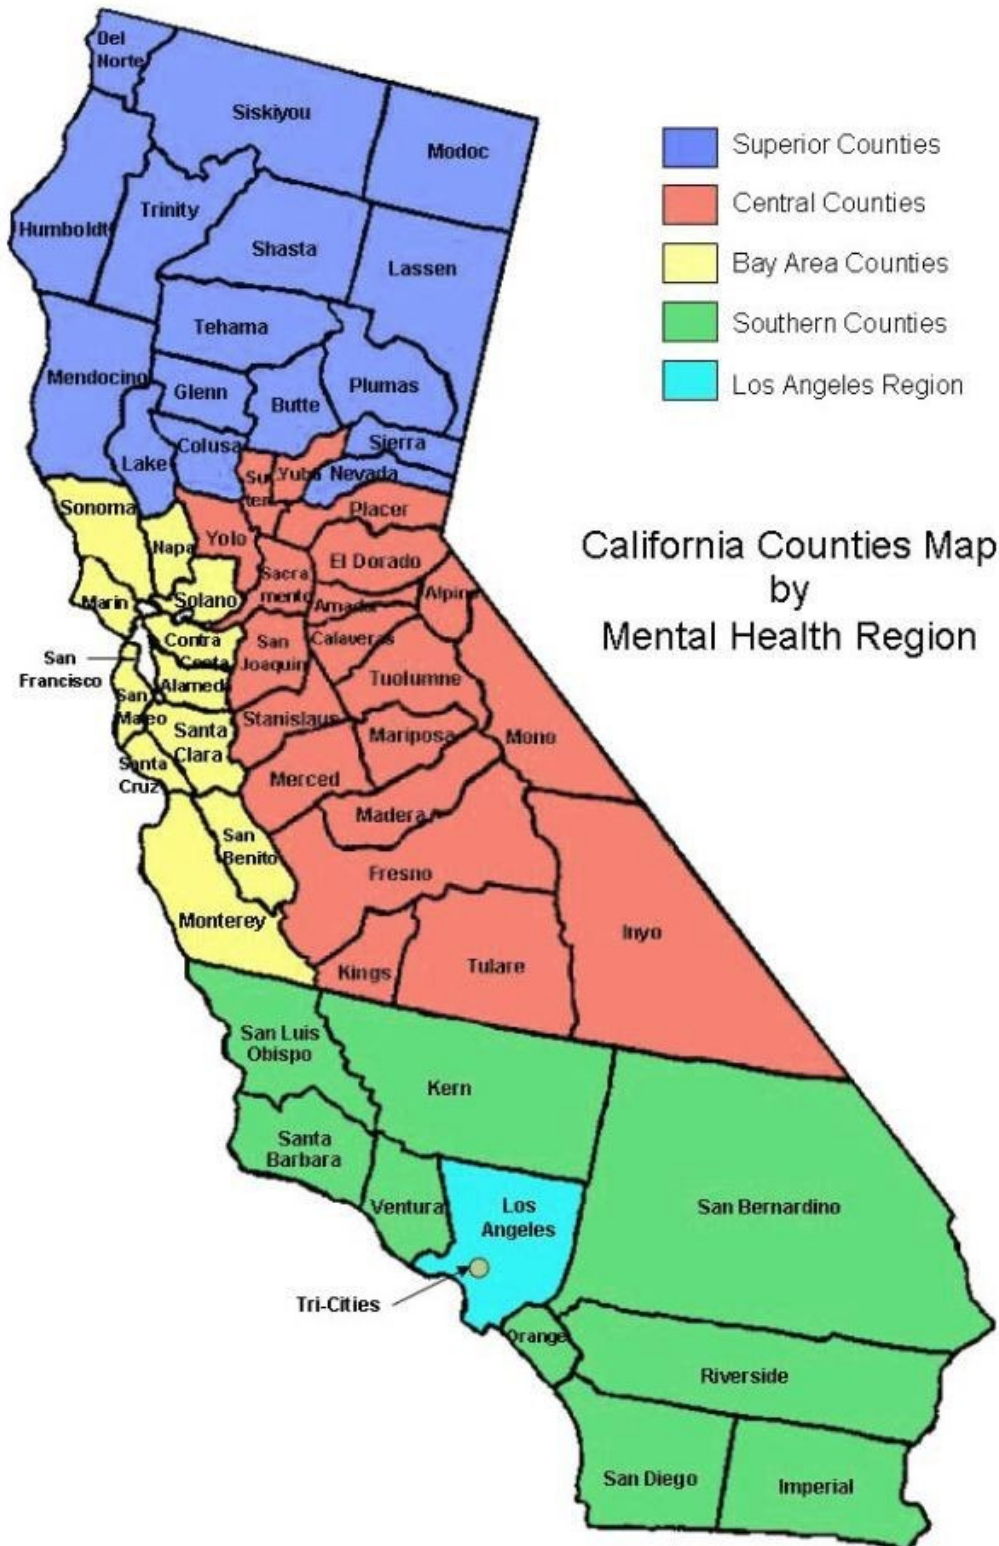 Del
Norte
Siskiyou
Modoc
Humboldt
Trinity
Shasta
Lassen
Tehama
Mendocino
Glenn
Butte
Plumas
Colusa
Lake
Sierra
Nevada
Yuba
Su
tter
Placer
Sonoma
Napa
Yolo
El Dorado
Sacra
mento
Alpine
Amador
Marin
Solano
Calaveras
Contra
Costa
San
Joaquin
San
Francisco
Alameda
Tuolumne
San
Mateo
Stanislaus
Santa
Clara
Mariposa
Mono
Santa
Cruz
Merced
Madera
San
Benito
Fresno
Monterey
Inyo
Kings
Tulare
San Luis
Obispo
Kern
Santa
Barbara
Ventura
Los
Angeles
San Bernardino
Tri-Cities
Orange
Riverside
San Diego
Imperial
Superior Counties
Central Counties
Bay Area Counties
Southern Counties
Los Angeles Region
California Counties Map
by
Mental Health Region